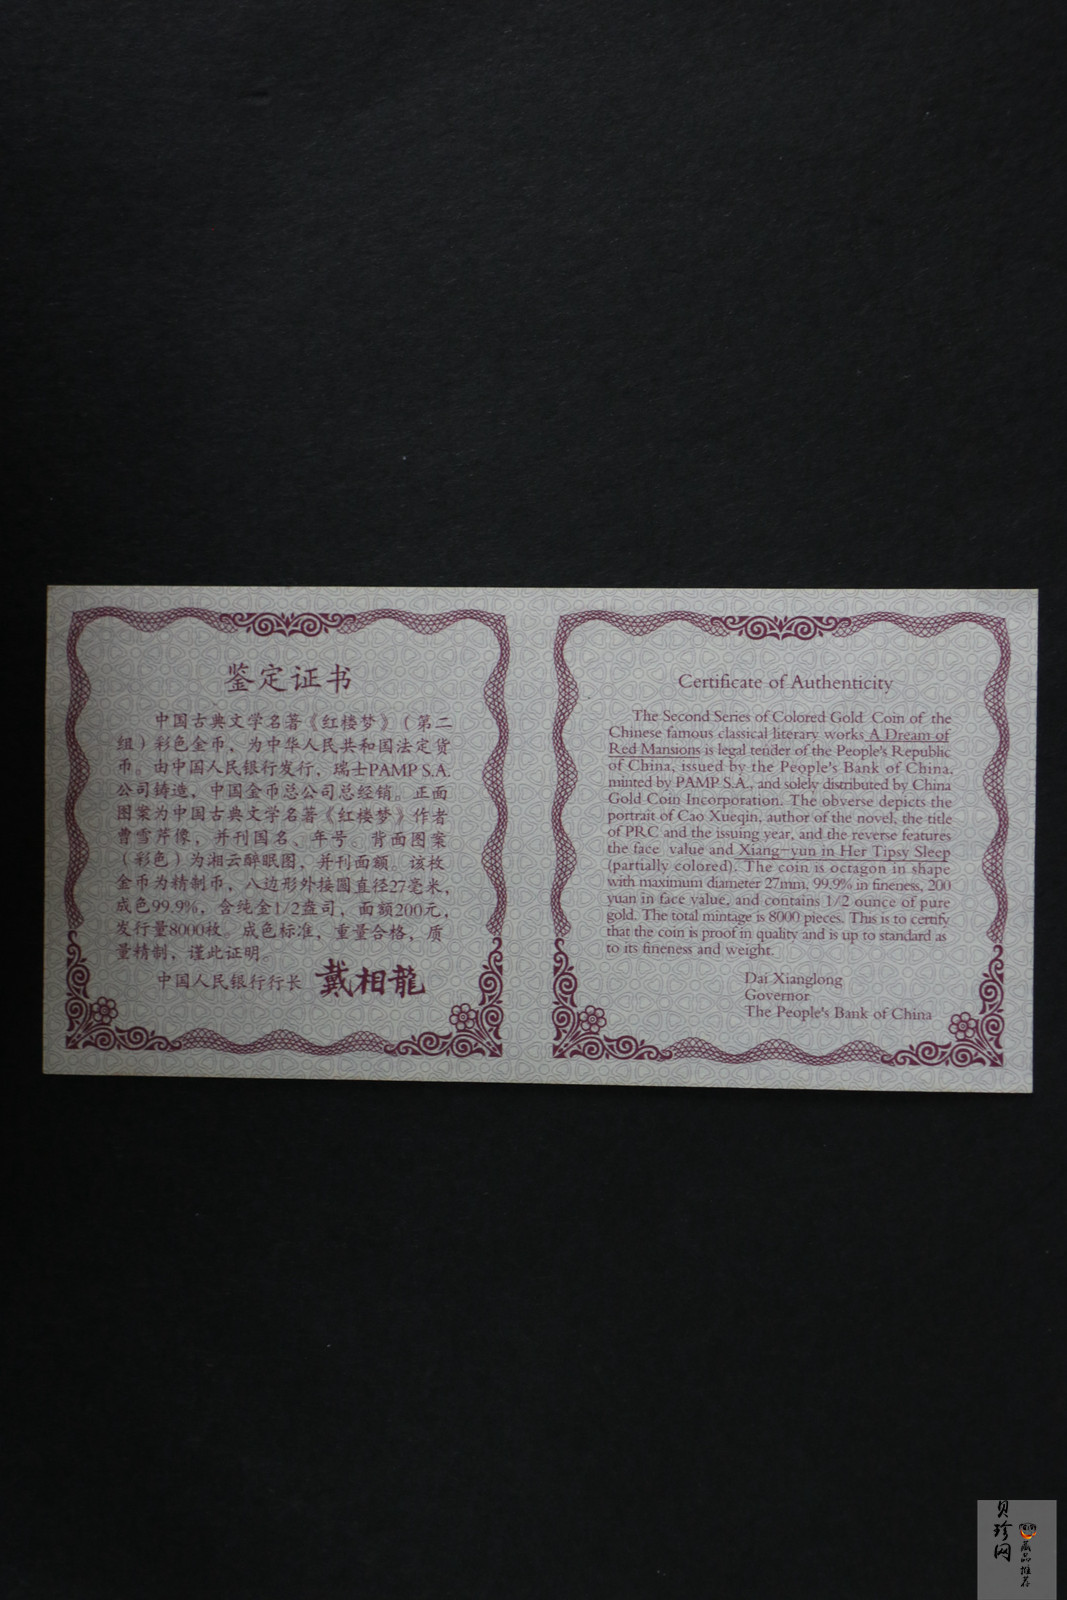 鉴定证书
中国古典文学名著《红楼梦》（第二
组）彩色金币，为中华人民共和国法定货
币。由中国人民银行发行，瑞士PAMP S.A.
公司铸造，中国金币总公司总经销。正面
图案为中国古典文学名著《红楼梦》作者
曹雪芹像，并刊国名、年号。背面图案
（彩色）为湘云醉眠图，并刊面额。该枚
金币为精制币，八边形外接圆直径27毫米，
成色99.9%，含纯金1/2盎司，面额200元，
发行量8000枚。成色标准，重量合格，质
量精制，谨此证明。
中国人民银行行长 戴相龍
Certificate of Authenticity
The Second Series of Colored Gold Coin of the
Chinese famous classical literary works A Dream of
Red Mansions is legal tender of the People's Republic
of China, issued by the People's Bank of China,
minted by PAMP S.A., and solely distributed by China
Gold Coin Incorporation. The obverse depicts the
portrait of Cao Xueqin, author of the novel, the title
of PRC and the issuing year, and the reverse features
the face value and Xiang-yun in Her Tipsy Sleep
(partially colored). The coin is octagon in shape
with maximum diameter 27mm, 99.9% in fineness, 200
yuan in face value, and contains 1/2 ounce of pure
gold. The total mintage is 8000 pieces. This is to certify
that the coin is proof in quality and is up to standard as
to its fineness and weight.
Dai Xianglong
Governor
The People's Bank of China
贝珍网
藏品推荐